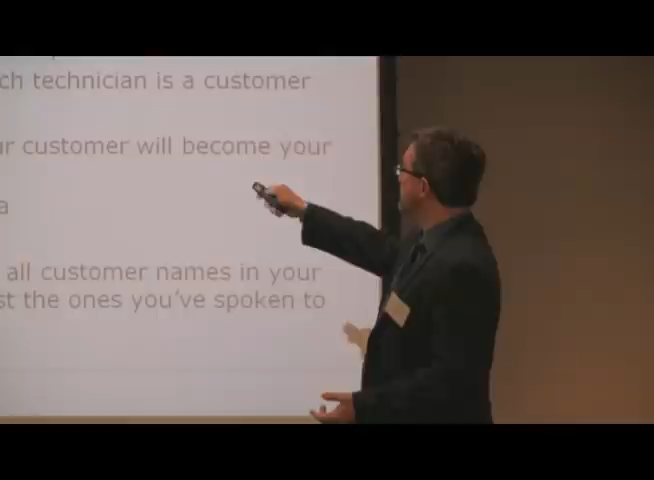 ch technician is a customer
ur customer will become your
a
all customer names in your
st the ones you've spoken to